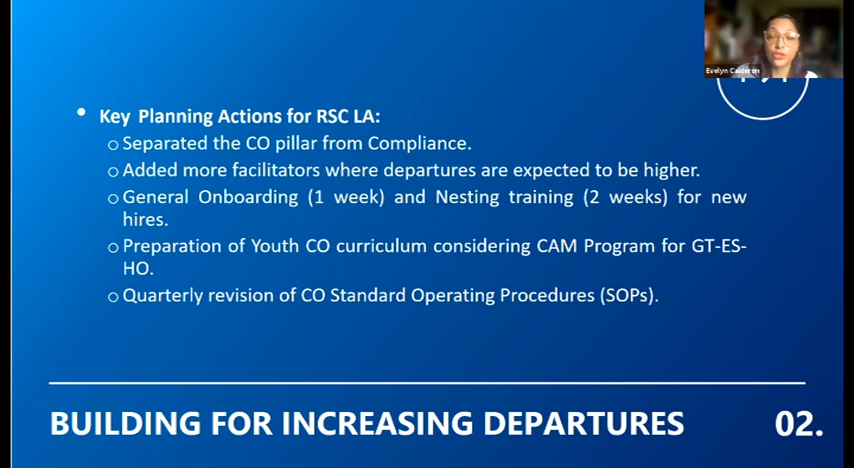 Evelyn Calderon
• Key Planning Actions for RSC LA:
o Separated the CO pillar from Compliance.
o Added more facilitators where departures are expected to be higher.
o General Onboarding (1 week) and Nesting training (2 weeks) for new
hires.
o Preparation of Youth CO curriculum considering CAM Program for GT-ES-
HO.
o Quarterly revision of CO Standard Operating Procedures (SOPs).
BUILDING FOR INCREASING DEPARTURES 02.